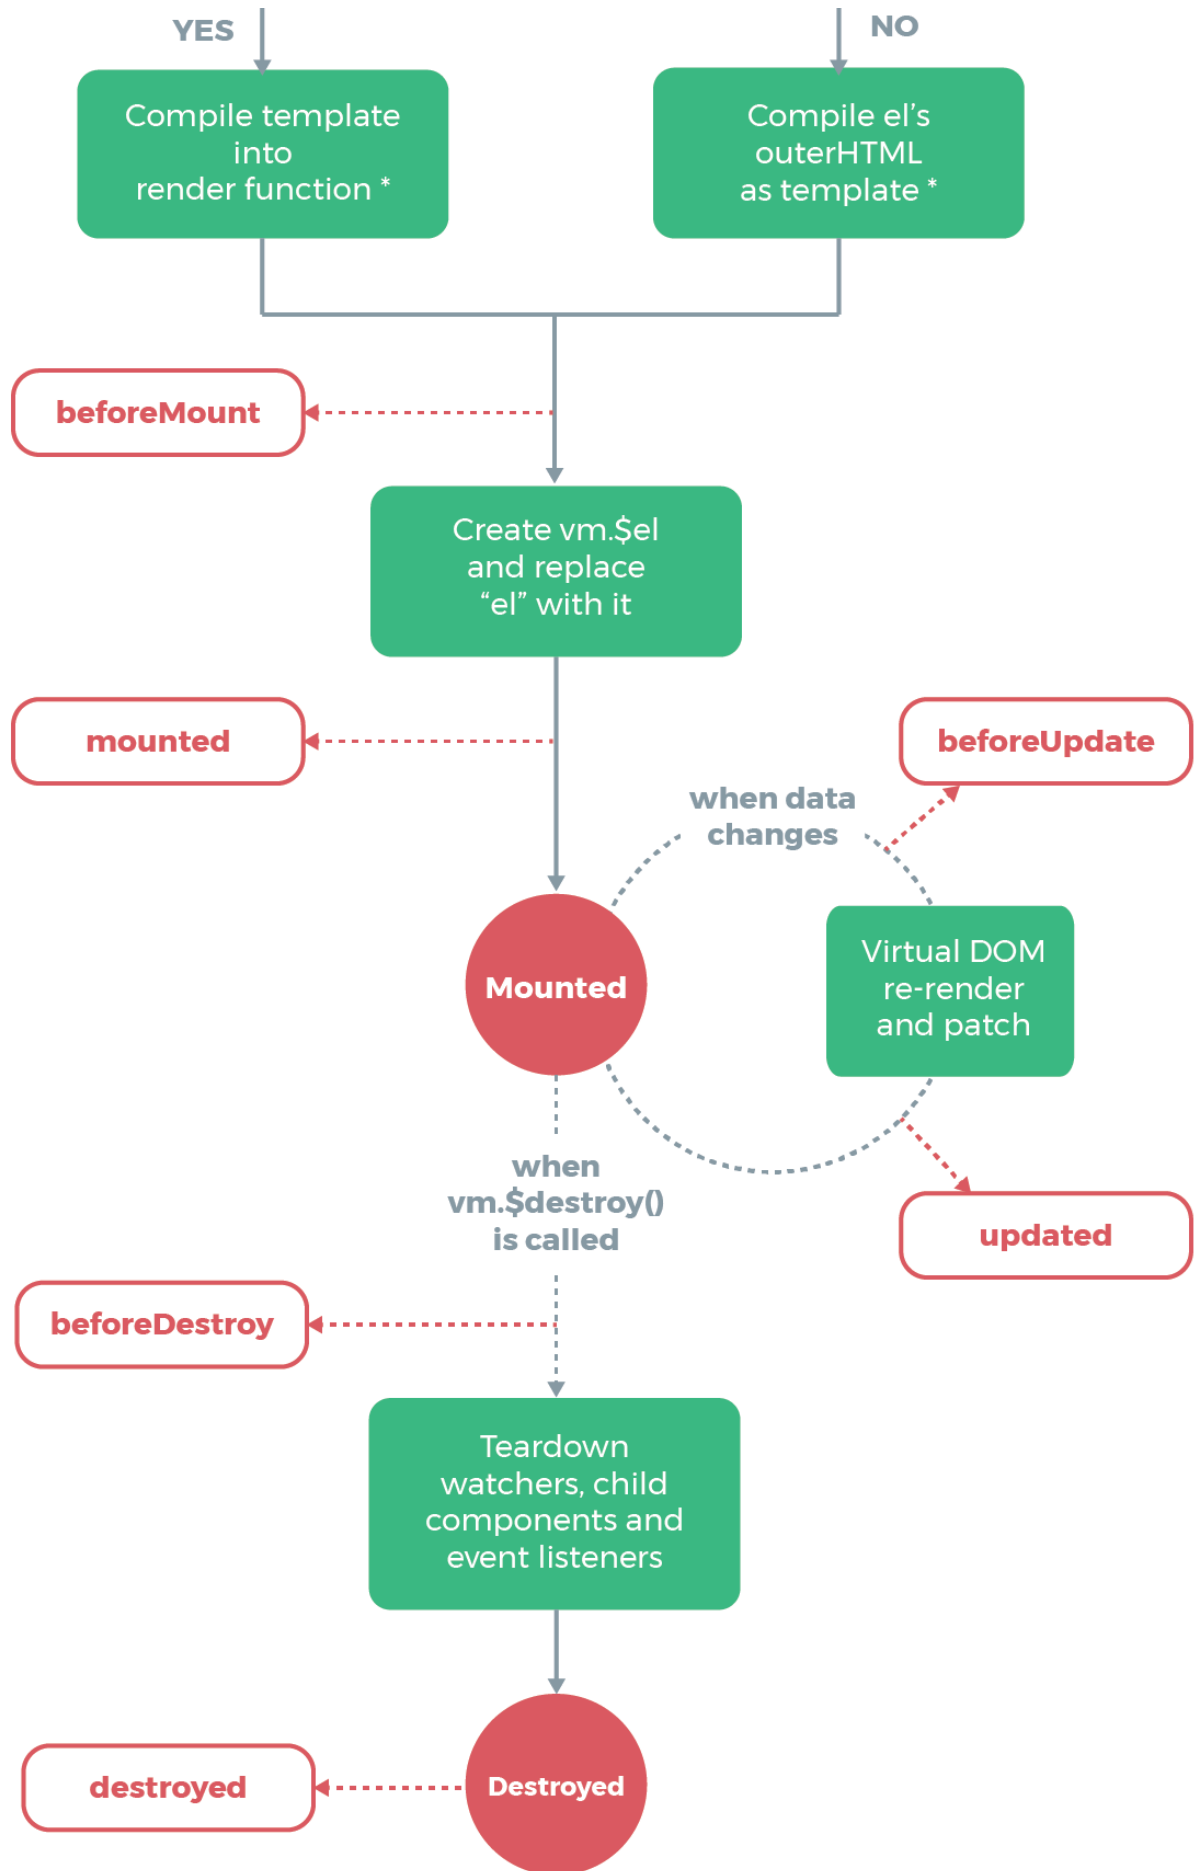 YES
NO
Compile template
into
render function *
Compile el’s
outerHTML
as template *
beforeMount
Create vm.$el
and replace
“el” with it
mounted
beforeUpdate
when data
changes
Mounted
Virtual DOM
re-render
and patch
when
vm.$destroy()
is called
updated
beforeDestroy
Teardown
watchers, child
components and
event listeners
destroyed
Destroyed